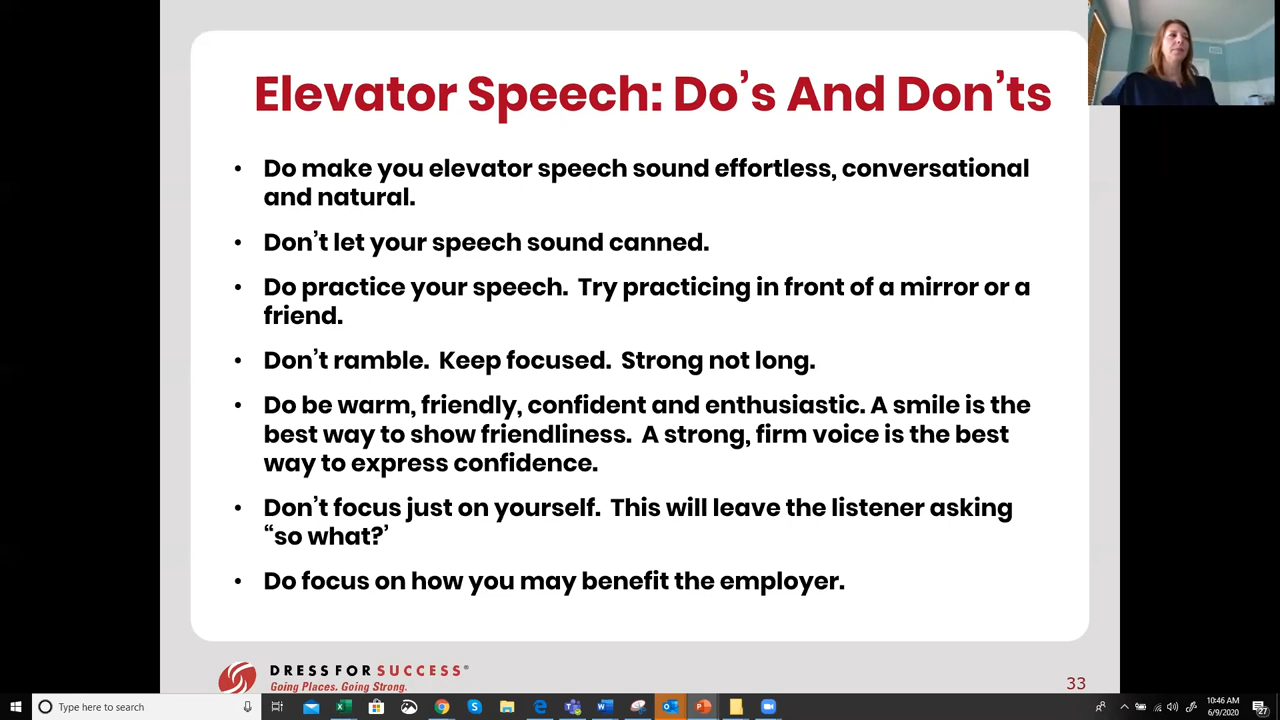 Elevator Speech: Do's And Don'ts
• Do make you elevator speech sound effortless, conversational
and natural.
• Don't let your speech sound canned.
• Do practice your speech.  Try practicing in front of a mirror or a
friend.
• Don't ramble.  Keep focused.  Strong not long.
• Do be warm, friendly, confident and enthusiastic. A smile is the
best way to show friendliness.  A strong, firm voice is the best
way to express confidence.
• Don't focus just on yourself.  This will leave the listener asking
“so what?’
• Do focus on how you may benefit the employer.
DRESS FOR SUCCESS®
Going Places. Going Strong.
33
Type here to search
10:46 AM
6/9/2020
27